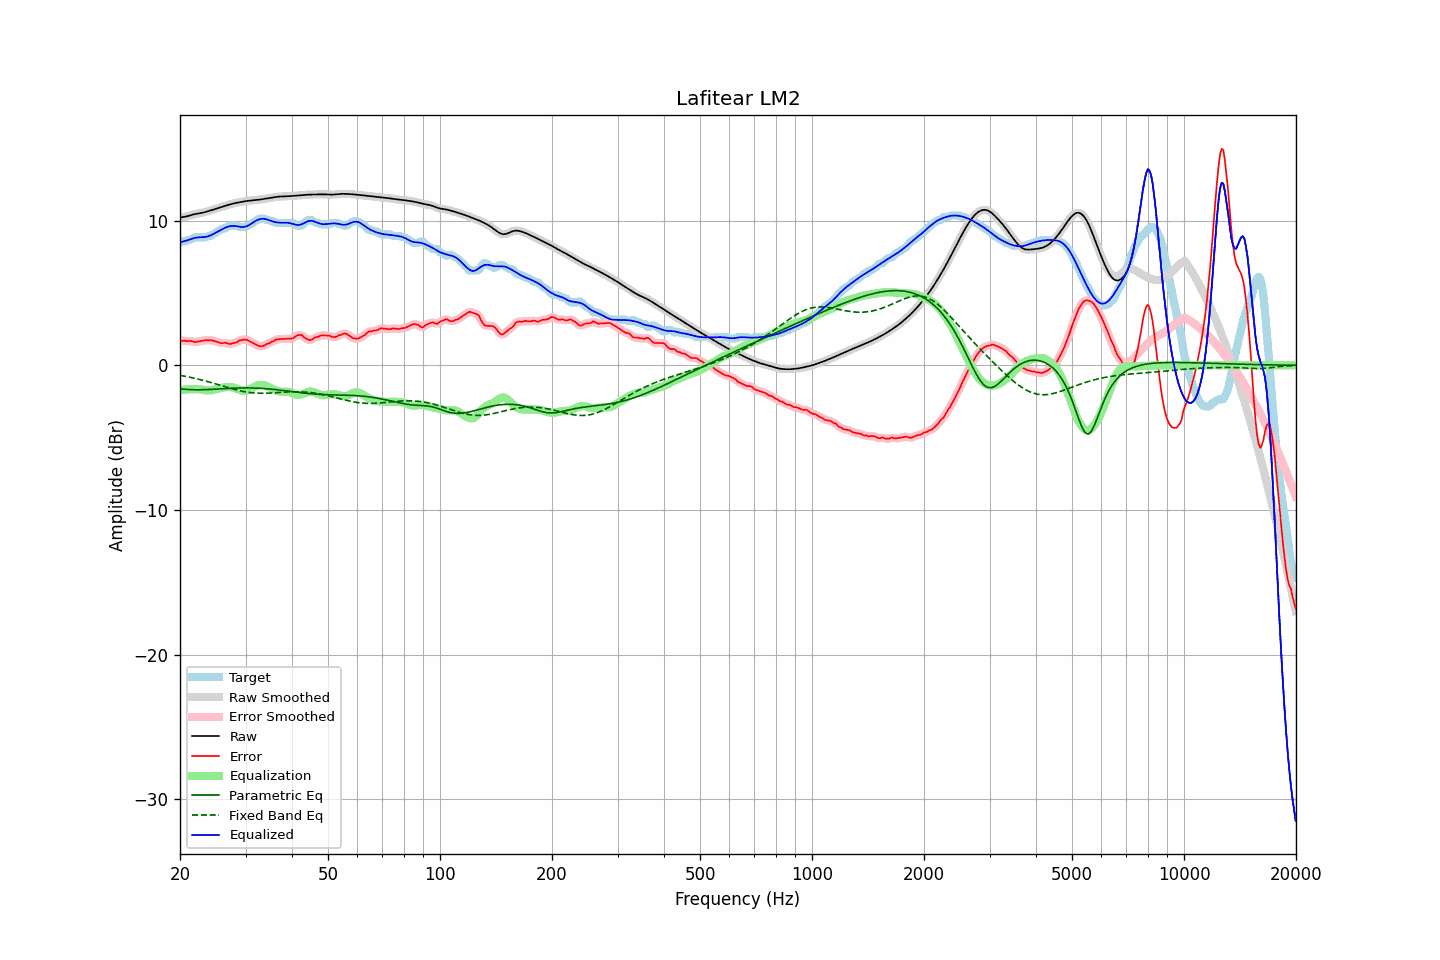 Lafitear LM2
Amplitude (dBr)
10
0
−10
−20
−30
Target
Raw Smoothed
Error Smoothed
Raw
Error
Equalization
Parametric Eq
Fixed Band Eq
Equalized
20 50 100 200 500 1000 2000 5000 10000 20000
Frequency (Hz)